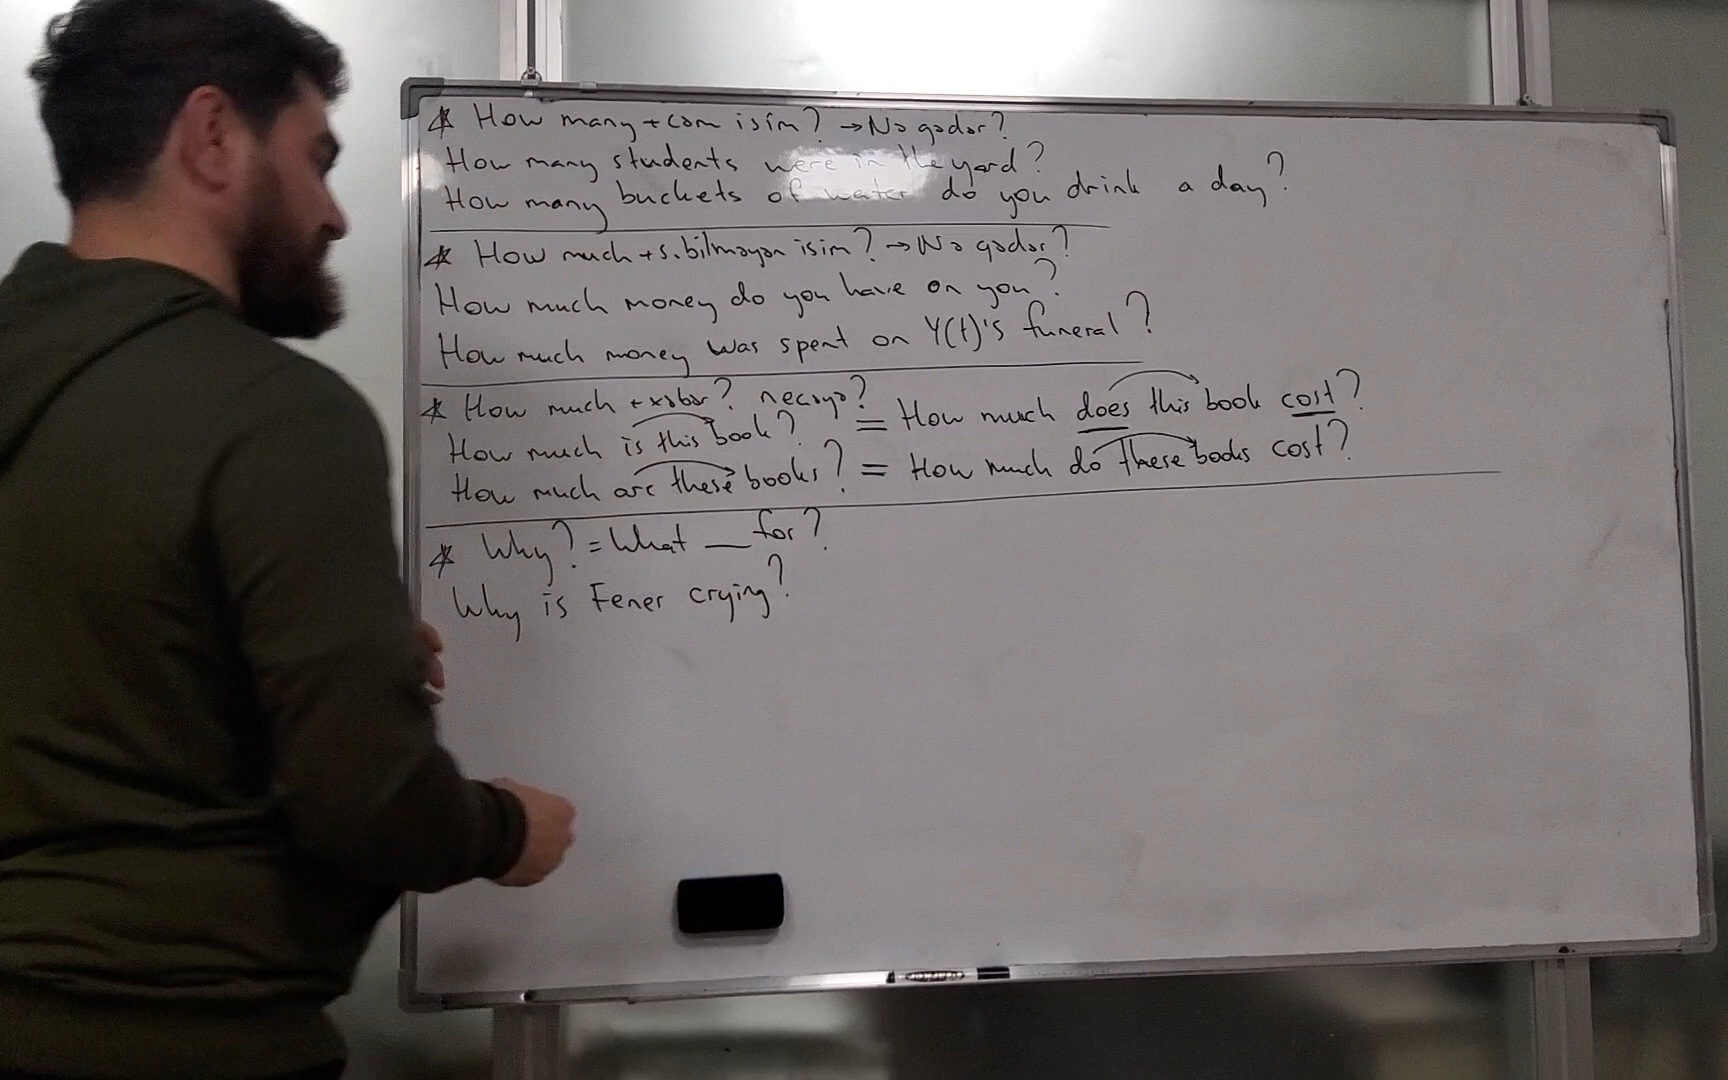 * How many + cəm isim? → Nə qədər?
How many students were in the yard?
How many buckets of water do you drink a day?
* How much + s. bilməyən isim? → Nə qədər?
How much money do you have on you?
How much money was spent on Y(t)'s funeral?
* How much + xəbər? neçəyə?
How much is this book? = How much does this book cost?
How much are these books? = How much do these books cost?
* Why? = What __ for?
Why is Fener crying?